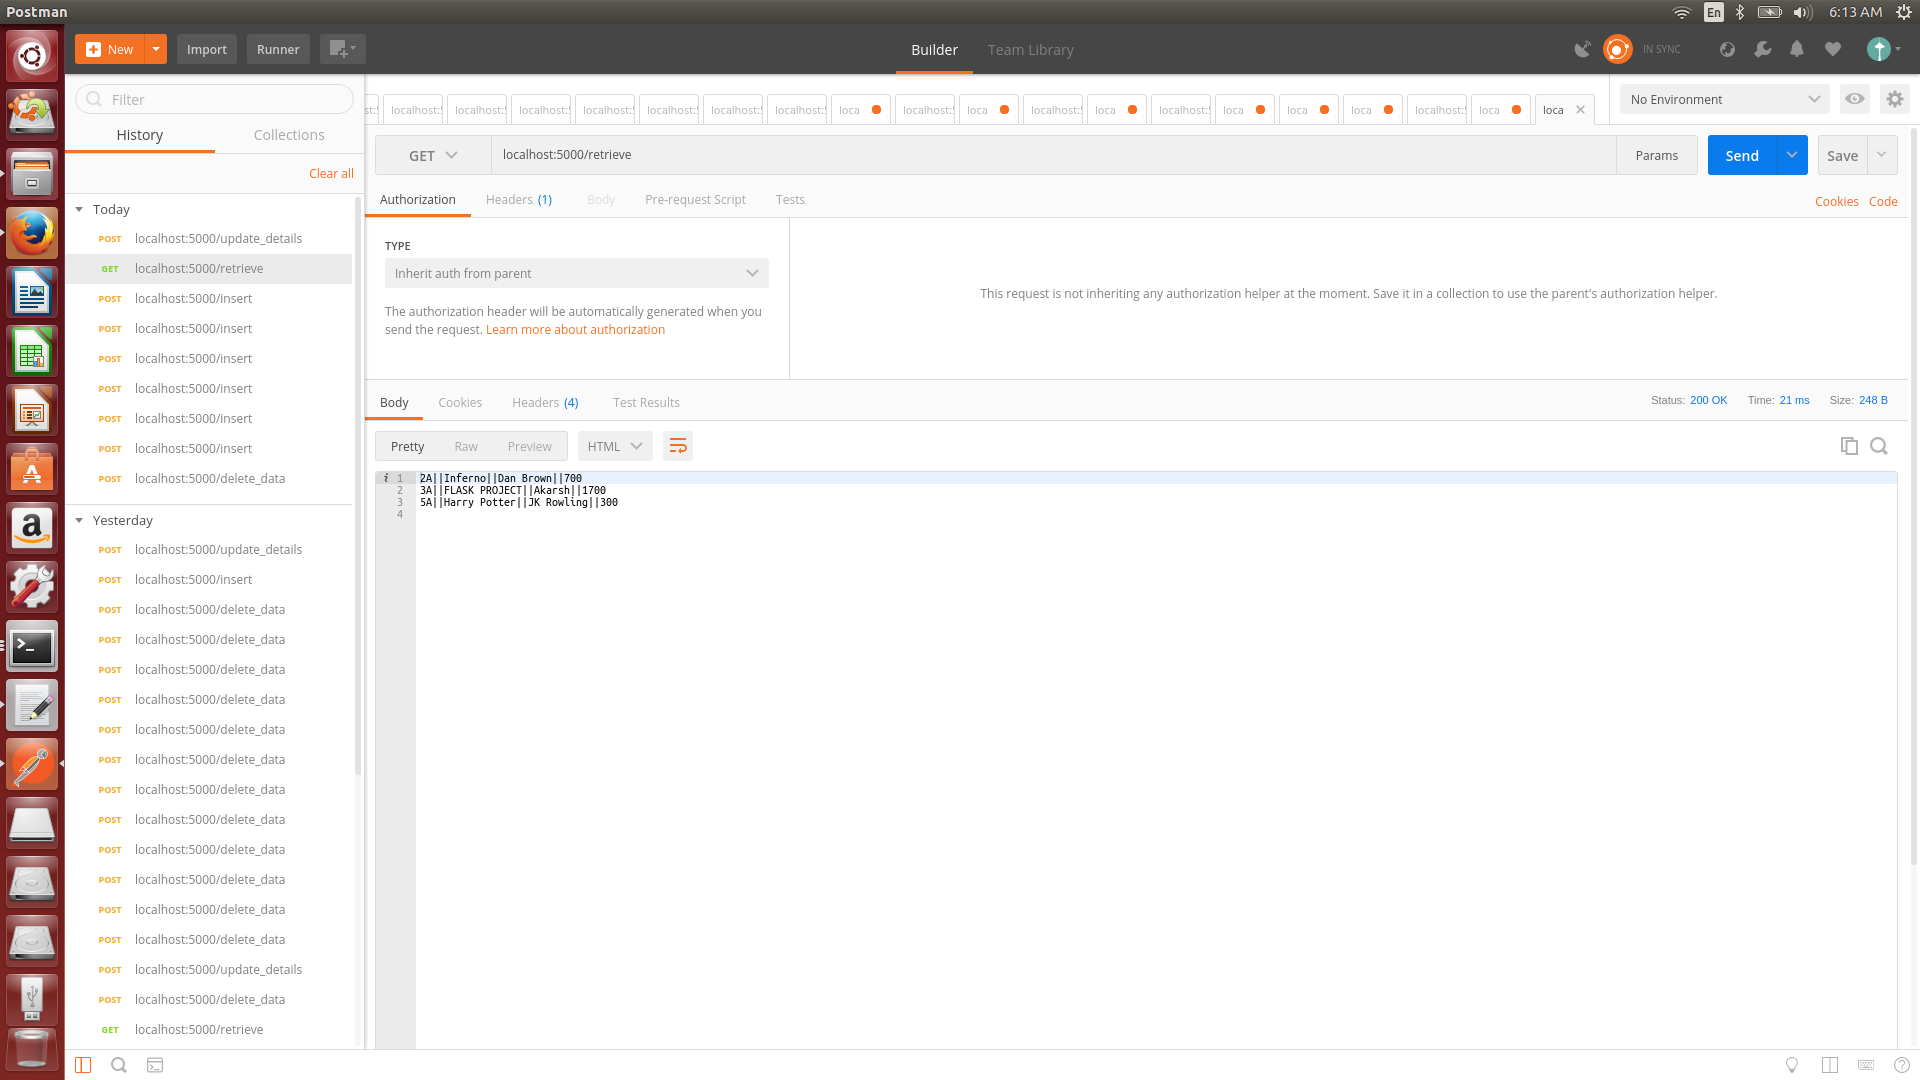 Postman
En
6:13 AM
New
Import
Runner
Builder
Team Library
IN SYNC
Filter
History
Collections
Clear all
Today
POST localhost:5000/update_details
GET localhost:5000/retrieve
POST localhost:5000/insert
POST localhost:5000/insert
POST localhost:5000/insert
POST localhost:5000/insert
POST localhost:5000/insert
POST localhost:5000/insert
POST localhost:5000/delete_data
Yesterday
POST localhost:5000/update_details
POST localhost:5000/insert
POST localhost:5000/delete_data
POST localhost:5000/delete_data
POST localhost:5000/delete_data
POST localhost:5000/delete_data
POST localhost:5000/delete_data
POST localhost:5000/delete_data
POST localhost:5000/delete_data
POST localhost:5000/delete_data
POST localhost:5000/delete_data
POST localhost:5000/delete_data
POST localhost:5000/delete_data
POST localhost:5000/delete_data
POST localhost:5000/update_details
POST localhost:5000/delete_data
GET localhost:5000/retrieve
localhost: localhost: localhost: localhost: localhost: localhost: localhost: loca localhost: loca localhost: loca localhost: loca loca loca localhost: loca loca
No Environment
GET localhost:5000/retrieve Params Send Save
Authorization Headers (1) Body Pre-request Script Tests Cookies Code
TYPE
Inherit auth from parent
The authorization header will be automatically generated when you
send the request. Learn more about authorization
This request is not inheriting any authorization helper at the moment. Save it in a collection to use the parent's authorization helper.
Body Cookies Headers (4) Test Results Status: 200 OK Time: 21 ms Size: 248 B
Pretty Raw Preview HTML
i 1 2A||Inferno||Dan Brown||700
2 3A||FLASK PROJECT||Akarsh||1700
3 5A||Harry Potter||JK Rowling||300
4